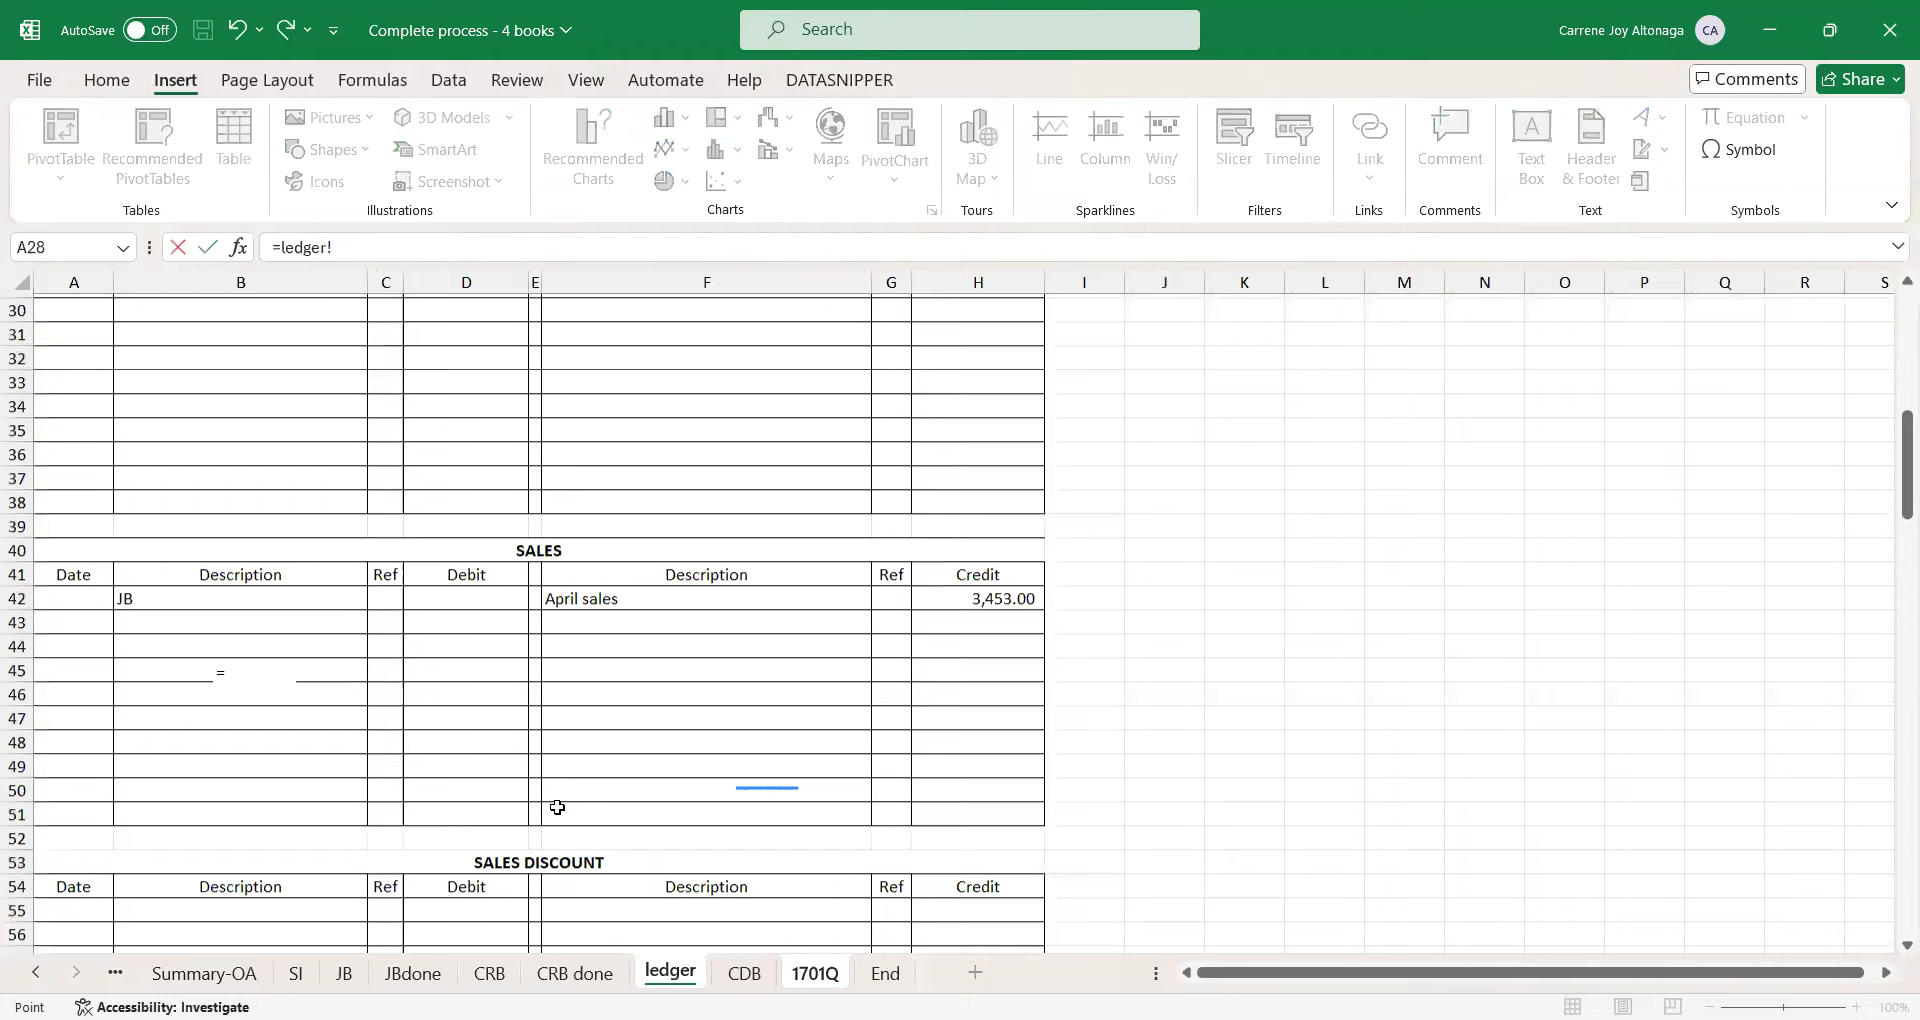 AutoSave Off Complete process - 4 books Search Carrene Joy Altonaga CA
File Home Insert Page Layout Formulas Data Review View Automate Help DATASNIPPER Comments Share
PivotTable Recommended PivotTables Table
Pictures Shapes Icons 3D Models SmartArt Screenshot
Recommended Charts Maps PivotChart 3D Map
Line Column Win/ Loss Slicer Timeline Link Comment
Text Box Header & Footer Equation Symbol
Tables Illustrations Charts Tours Sparklines Filters Links Comments Text Symbols
A28 fx =ledger!
A B C D E F G H I J K L M N O P Q R S
30
31
32
33
34
35
36
37
38
39
40 SALES
41 Date Description Ref Debit Description Ref Credit
42 JB April sales 3,453.00
43
44
45 =
46
47
48
49
50
51
52
53 SALES DISCOUNT
54 Date Description Ref Debit Description Ref Credit
55
56
Summary-OA SI JB JBdone CRB CRB done ledger CDB 1701Q End
Point Accessibility: Investigate 100%